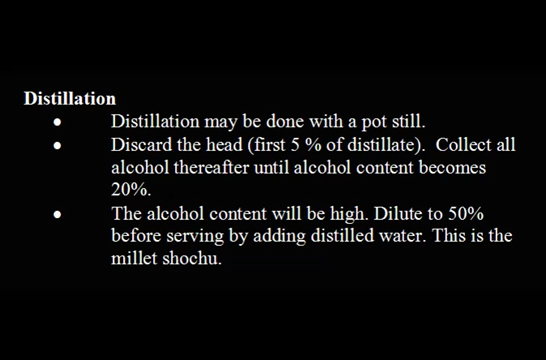 Distillation
• Distillation may be done with a pot still.
• Discard the head (first 5 % of distillate). Collect all
alcohol thereafter until alcohol content becomes
20%.
• The alcohol content will be high. Dilute to 50%
before serving by adding distilled water. This is the
millet shochu.